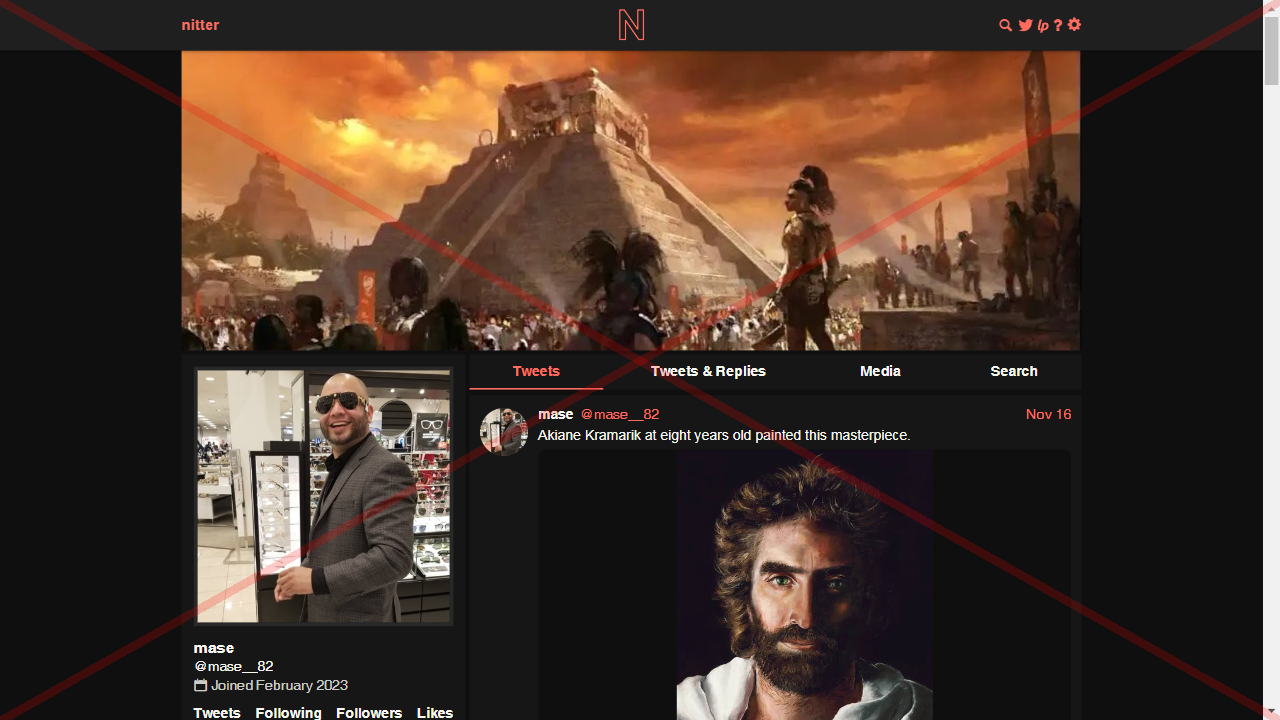 nitter
N
lp ?
Tweets
Tweets & Replies
Media
Search
mase @mase__82
Nov 16
Akiane Kramarik at eight years old painted this masterpiece.
mase
@mase__82
Joined February 2023
Tweets Following Followers Likes